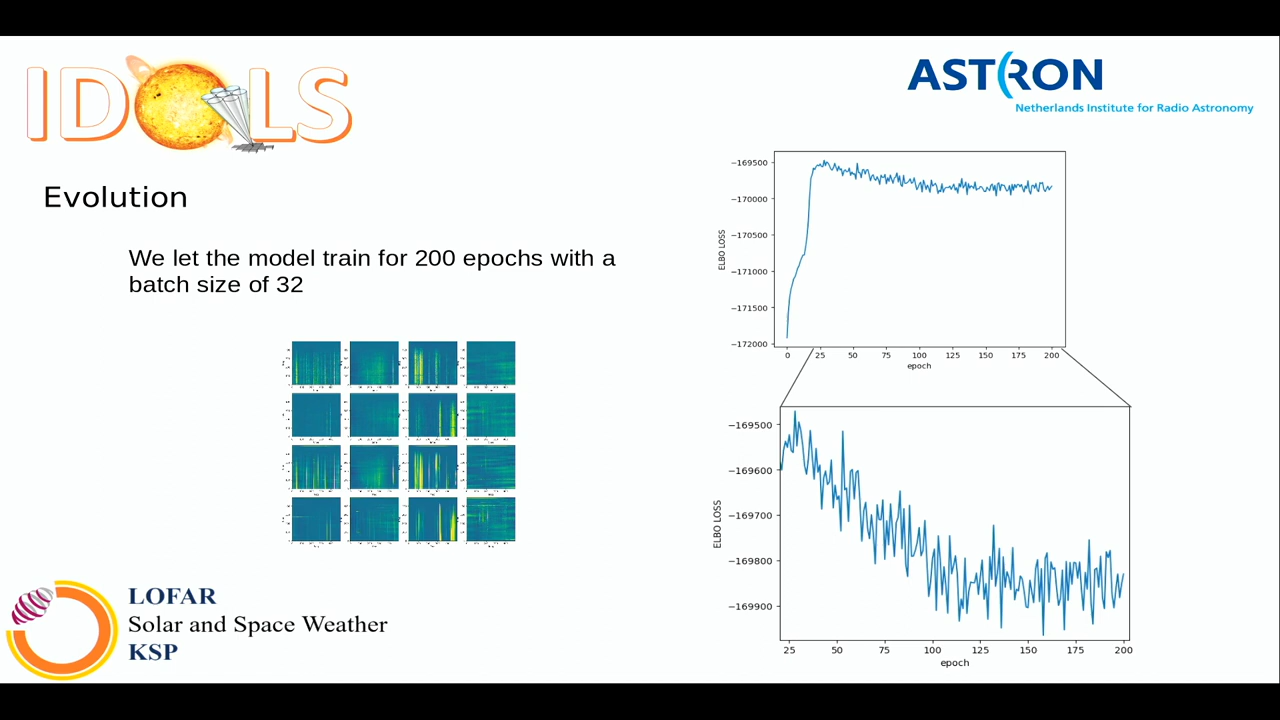 IDOLS
ASTRON
Netherlands Institute for Radio Astronomy
Evolution
We let the model train for 200 epochs with a
batch size of 32
−169500
−170000
−170500
−171000
−171500
−172000
ELBO LOSS
0 25 50 75 100 125 150 175 200
epoch
−169500
−169600
−169700
−169800
−169900
ELBO LOSS
25 50 75 100 125 150 175 200
epoch
LOFAR
Solar and Space Weather
KSP